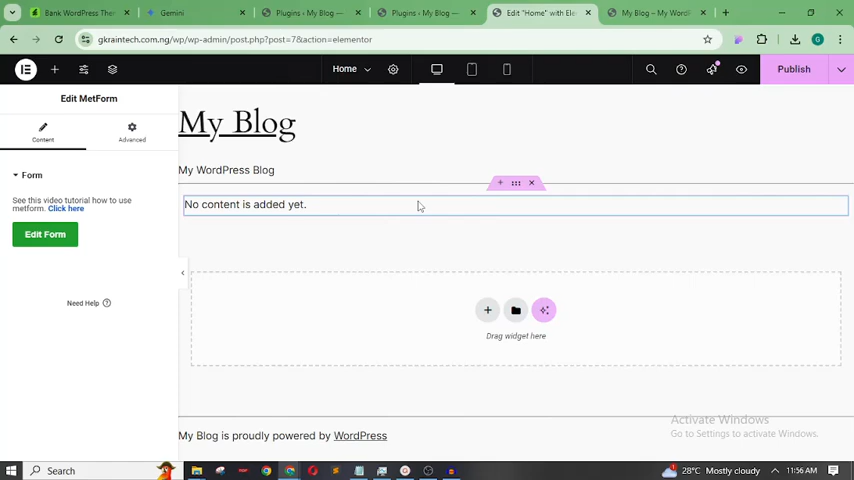 Bank WordPress Them
Gemini
Plugins ‹ My Blog —
Plugins ‹ My Blog —
Edit "Home" with Ele
My Blog – My WordP
gkraintech.com.ng/wp/wp-admin/post.php?post=7&action=elementor
G
Home
Publish
Edit MetForm
Content
Advanced
Form
See this video tutorial how to use
metform. Click here
Edit Form
Need Help
My Blog
My WordPress Blog
No content is added yet.
Drag widget here
My Blog is proudly powered by WordPress
Activate Windows
Go to Settings to activate Windows.
Search
28°C Mostly cloudy
11:56 AM